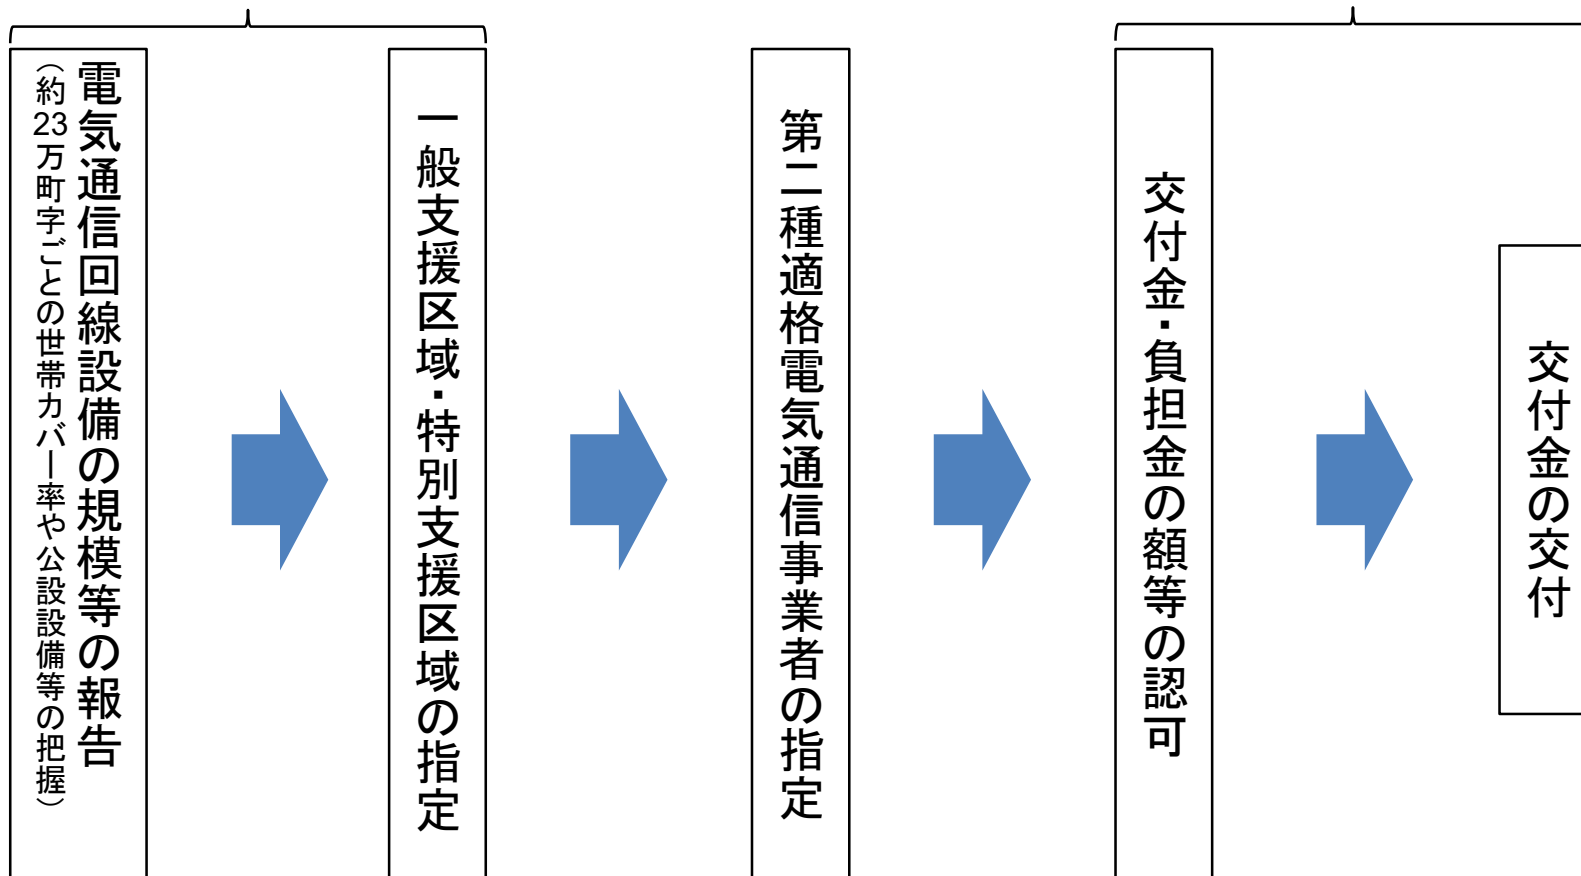 電気通信回線設備の規模等の報告
（約23万町字ごとの世帯カバー率や公設設備等の把握）
一般支援区域・特別支援区域の指定
第二種適格電気通信事業者の指定
交付金・負担金の額等の認可
交付金の交付